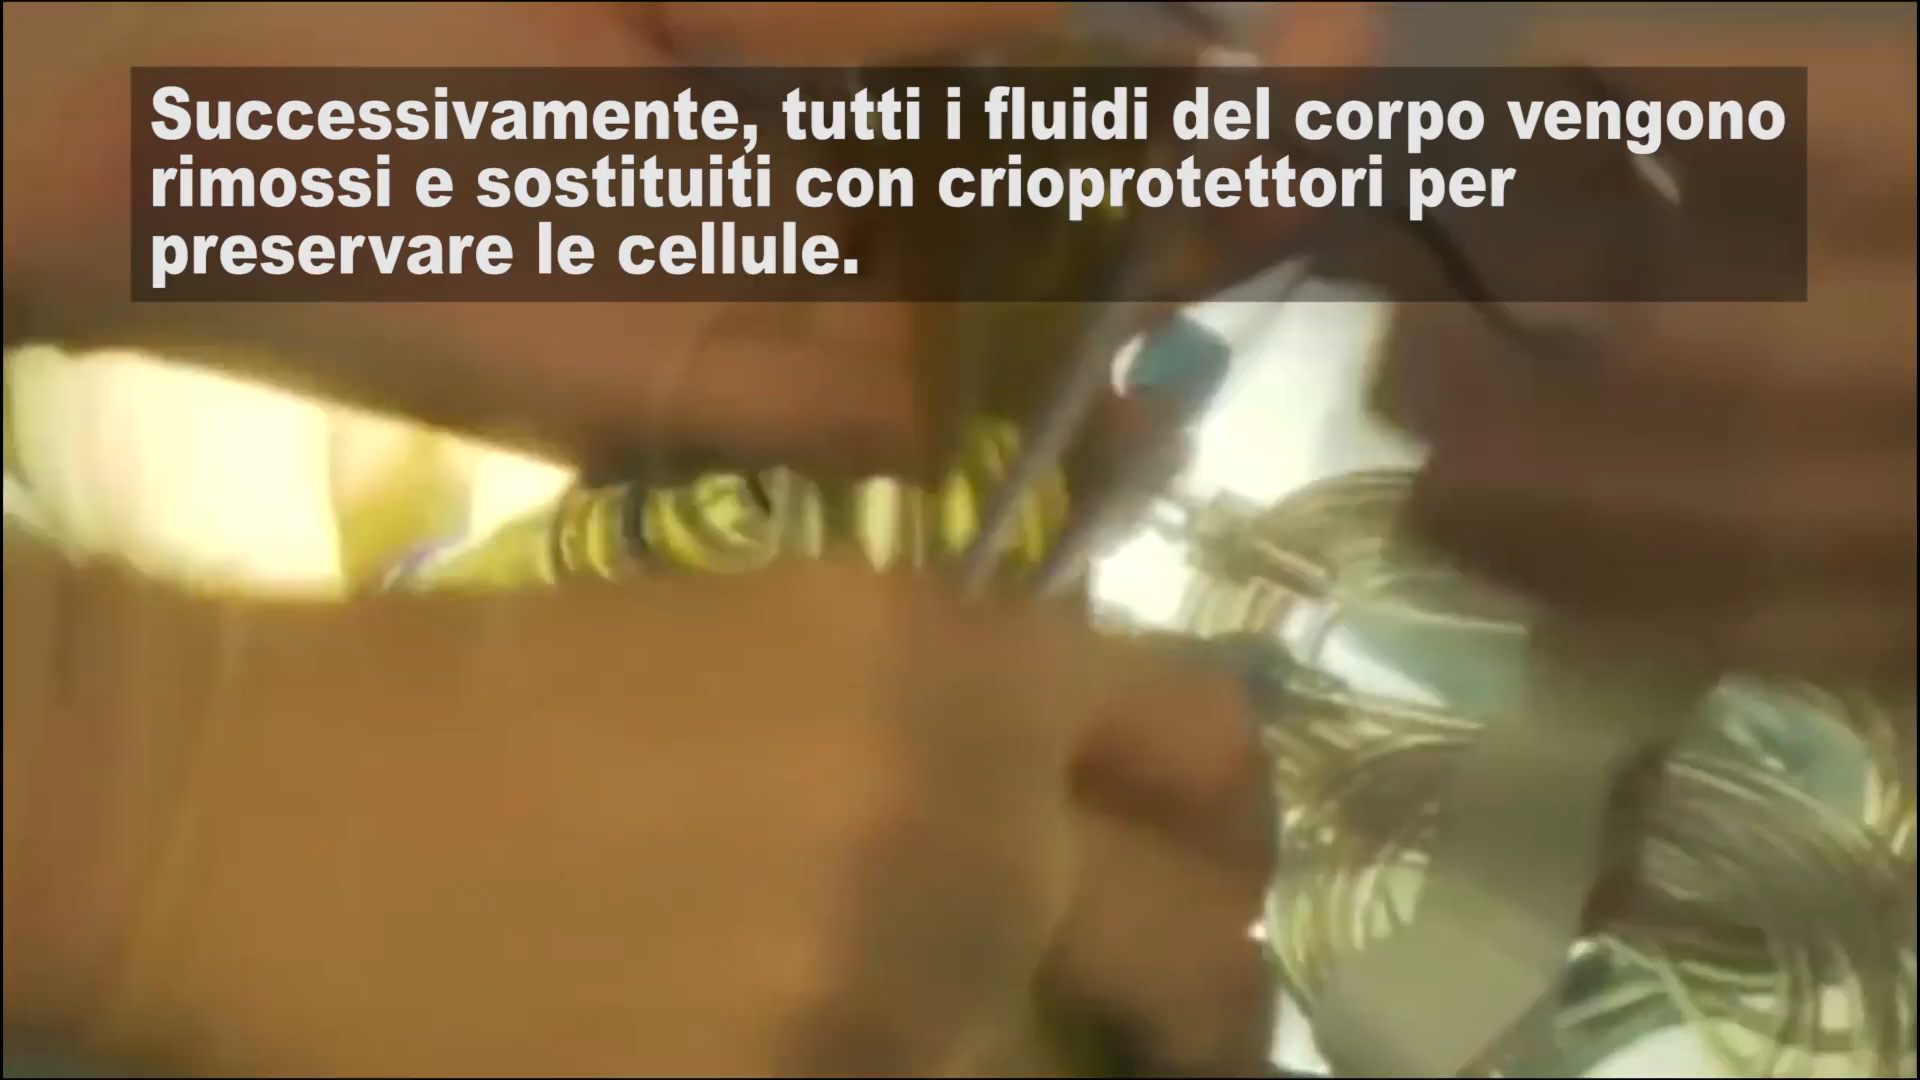 Successivamente, tutti i fluidi del corpo vengono
rimossi e sostituiti con crioprotettori per
preservare le cellule.